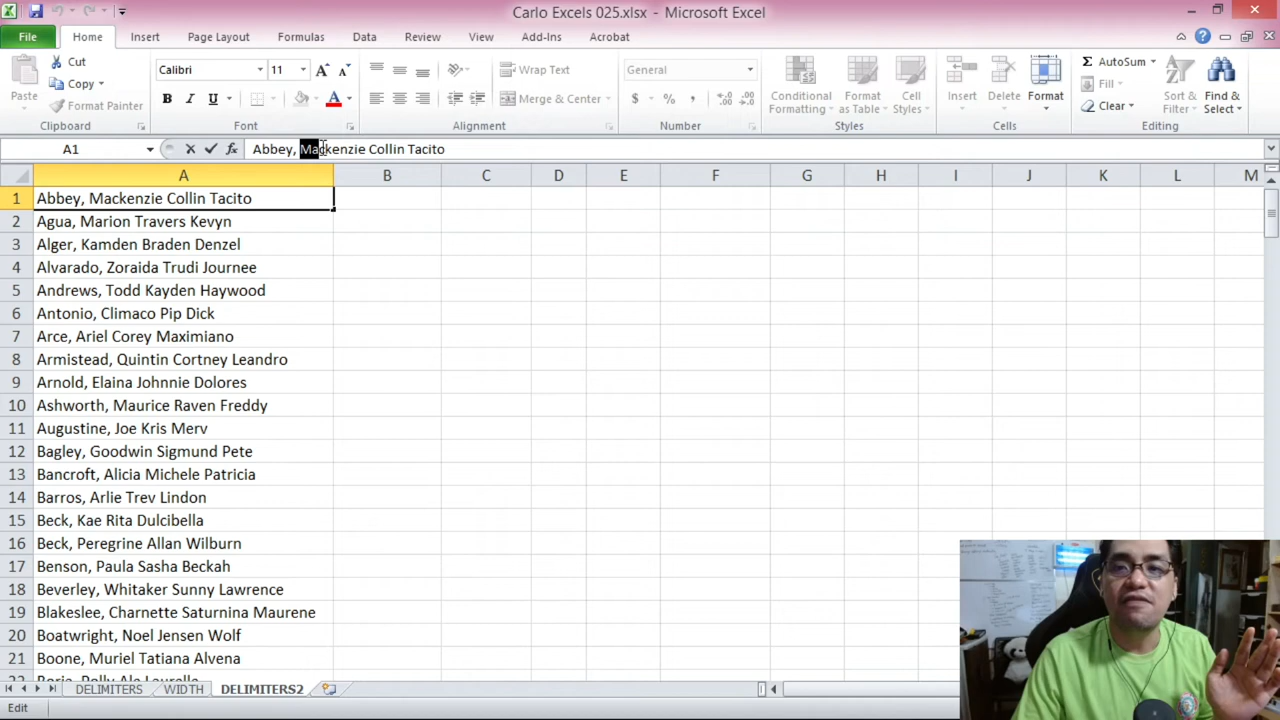 Carlo Excels 025.xlsx - Microsoft Excel
File Home Insert Page Layout Formulas Data Review View Add-Ins Acrobat
Paste
Cut
Copy
Format Painter
Clipboard
Calibri 11
B I U
Font
Wrap Text
Merge & Center
Alignment
General
$ % ,
Number
Conditional Formatting
Format as Table
Cell Styles
Styles
Insert
Delete
Format
Cells
Σ AutoSum
Fill
Clear
Sort & Filter
Find & Select
Editing
A1 fx Abbey, Mackenzie Collin Tacito
A B C D E F G H I J K L M
1 Abbey, Mackenzie Collin Tacito
2 Agua, Marion Travers Kevyn
3 Alger, Kamden Braden Denzel
4 Alvarado, Zoraida Trudi Journee
5 Andrews, Todd Kayden Haywood
6 Antonio, Climaco Pip Dick
7 Arce, Ariel Corey Maximiano
8 Armistead, Quintin Cortney Leandro
9 Arnold, Elaina Johnnie Dolores
10 Ashworth, Maurice Raven Freddy
11 Augustine, Joe Kris Merv
12 Bagley, Goodwin Sigmund Pete
13 Bancroft, Alicia Michele Patricia
14 Barros, Arlie Trev Lindon
15 Beck, Kae Rita Dulcibella
16 Beck, Peregrine Allan Wilburn
17 Benson, Paula Sasha Beckah
18 Beverley, Whitaker Sunny Lawrence
19 Blakeslee, Charnette Saturnina Maurene
20 Boatwright, Noel Jensen Wolf
21 Boone, Muriel Tatiana Alvena
DELIMITERS WIDTH DELIMITERS2
Edit